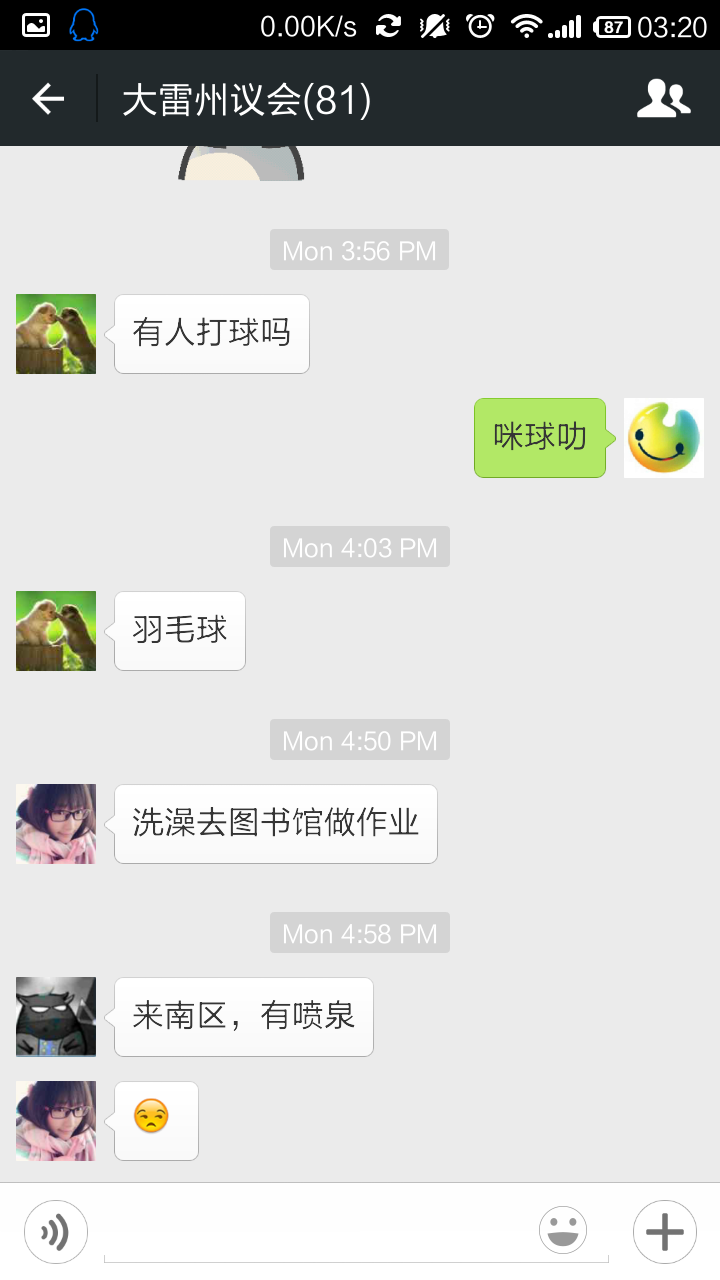 0.00K/s 87 03:20
大雷州议会(81)
Mon 3:56 PM
有人打球吗
咪球叻
Mon 4:03 PM
羽毛球
Mon 4:50 PM
洗澡去图书馆做作业
Mon 4:58 PM
来南区，有喷泉